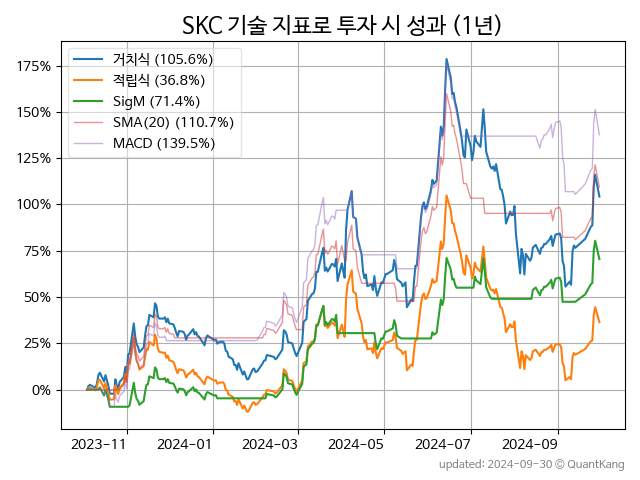 SKC 기술 지표로 투자 시 성과 (1년)
175%
150%
125%
100%
75%
50%
25%
0%
거치식 (105.6%)
적립식 (36.8%)
SigM (71.4%)
SMA(20) (110.7%)
MACD (139.5%)
2023-11 2024-01 2024-03 2024-05 2024-07 2024-09
updated: 2024-09-30 © QuantKang